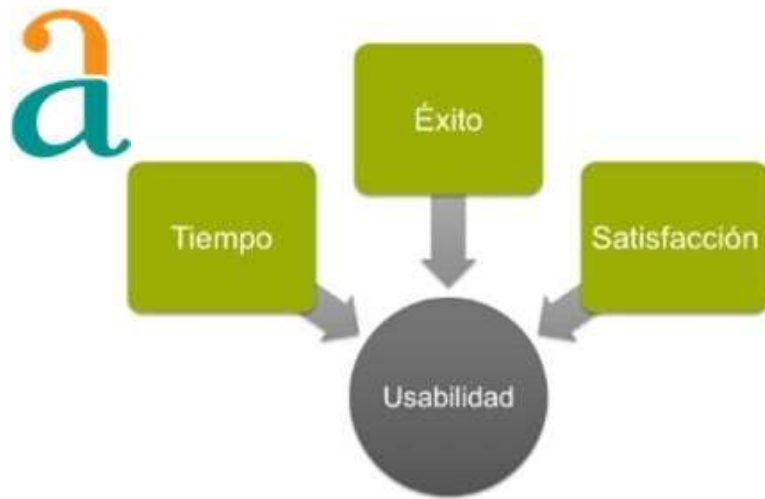 a
Éxito
Tiempo
Satisfacción
Usabilidad